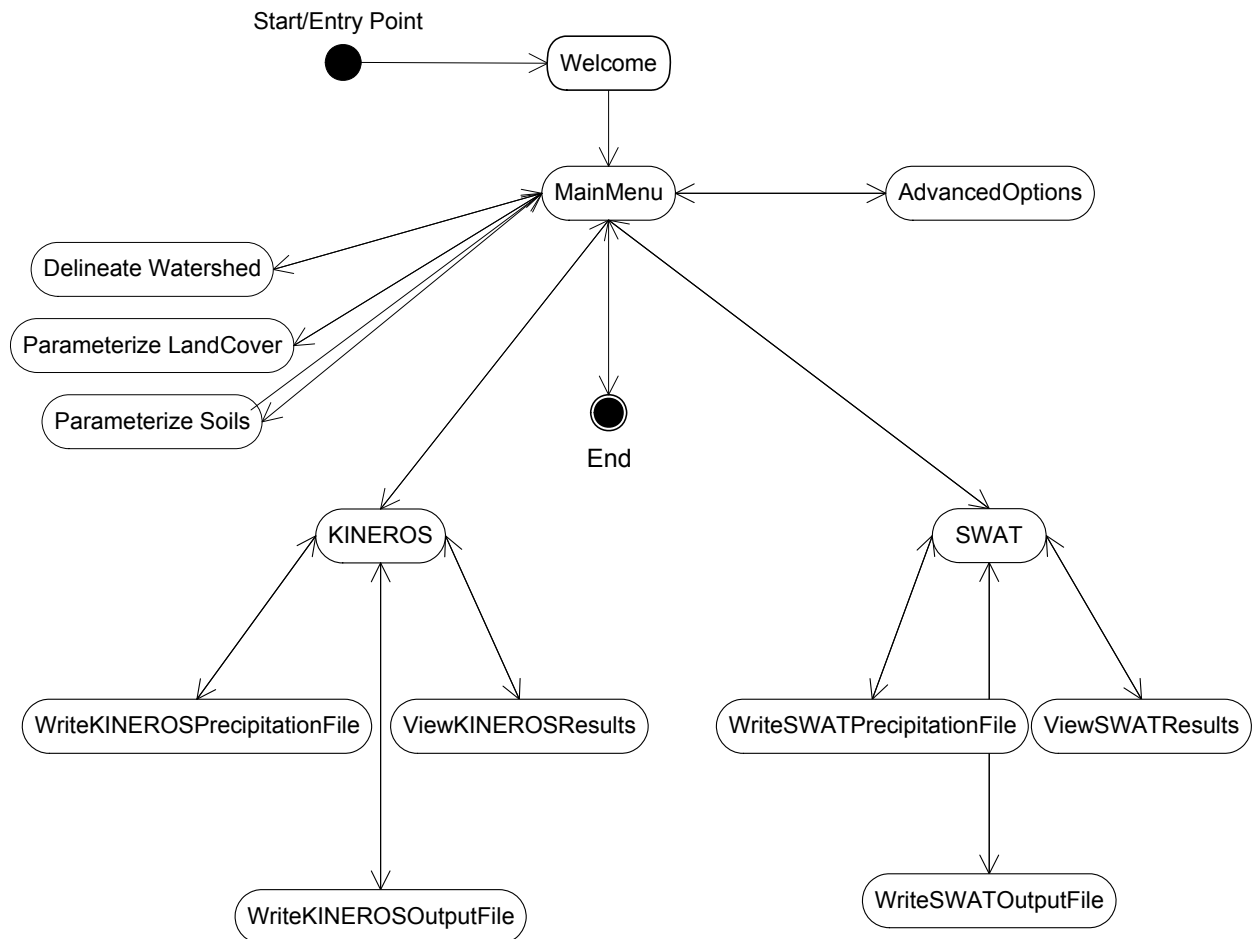 Start/Entry Point
Welcome
MainMenu
AdvancedOptions
Delineate Watershed
Parameterize LandCover
Parameterize Soils
End
KINEROS
SWAT
WriteKINEROSPrecipitationFile
ViewKINEROSResults
WriteSWATPrecipitationFile
ViewSWATResults
WriteKINEROSOutputFile
WriteSWATOutputFile